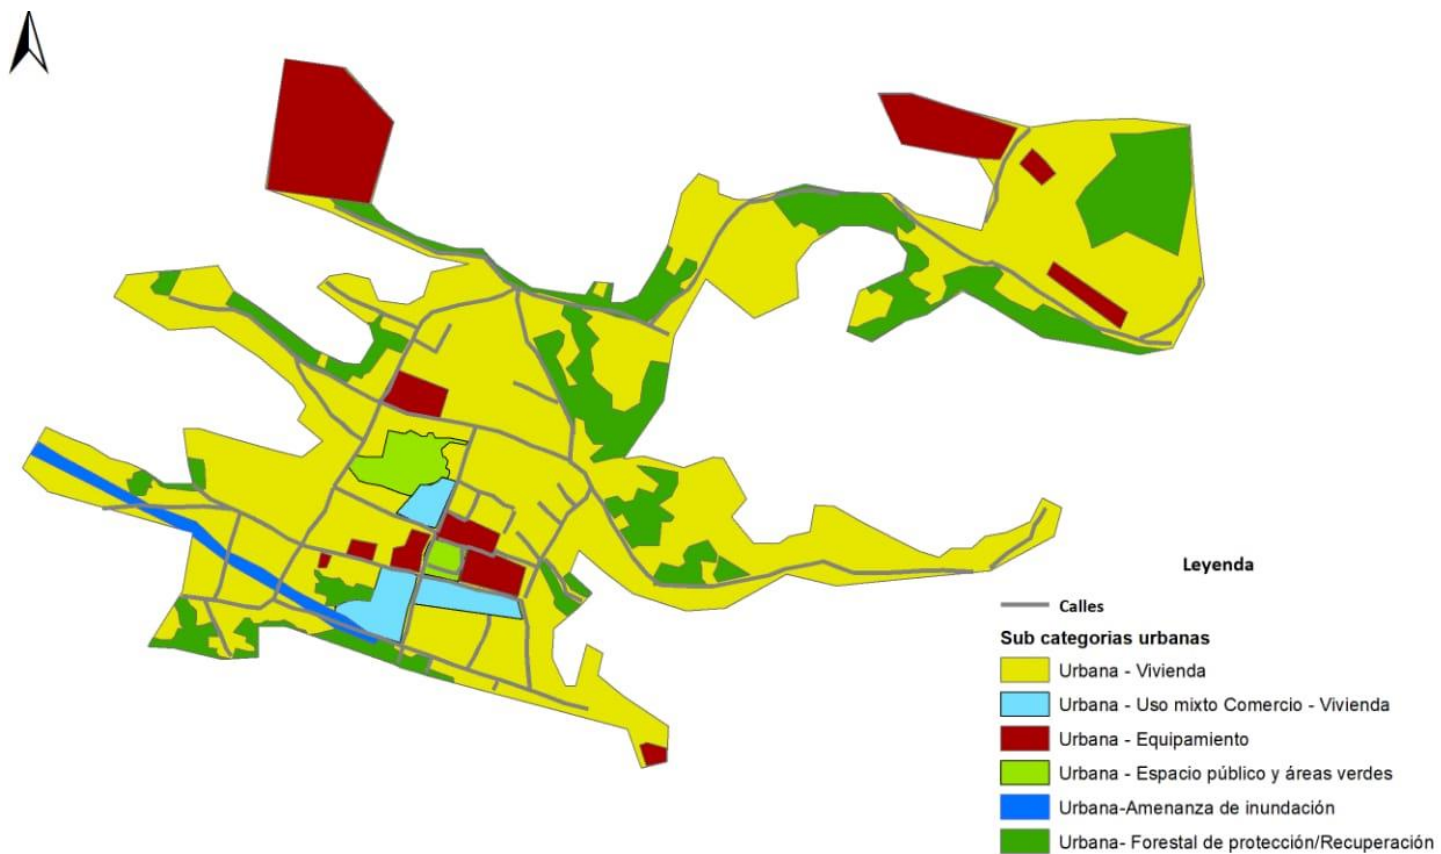 Leyenda
Calles
Sub categorias urbanas
Urbana - Vivienda
Urbana - Uso mixto Comercio - Vivienda
Urbana - Equipamiento
Urbana - Espacio público y áreas verdes
Urbana-Amenanza de inundación
Urbana- Forestal de protección/Recuperación